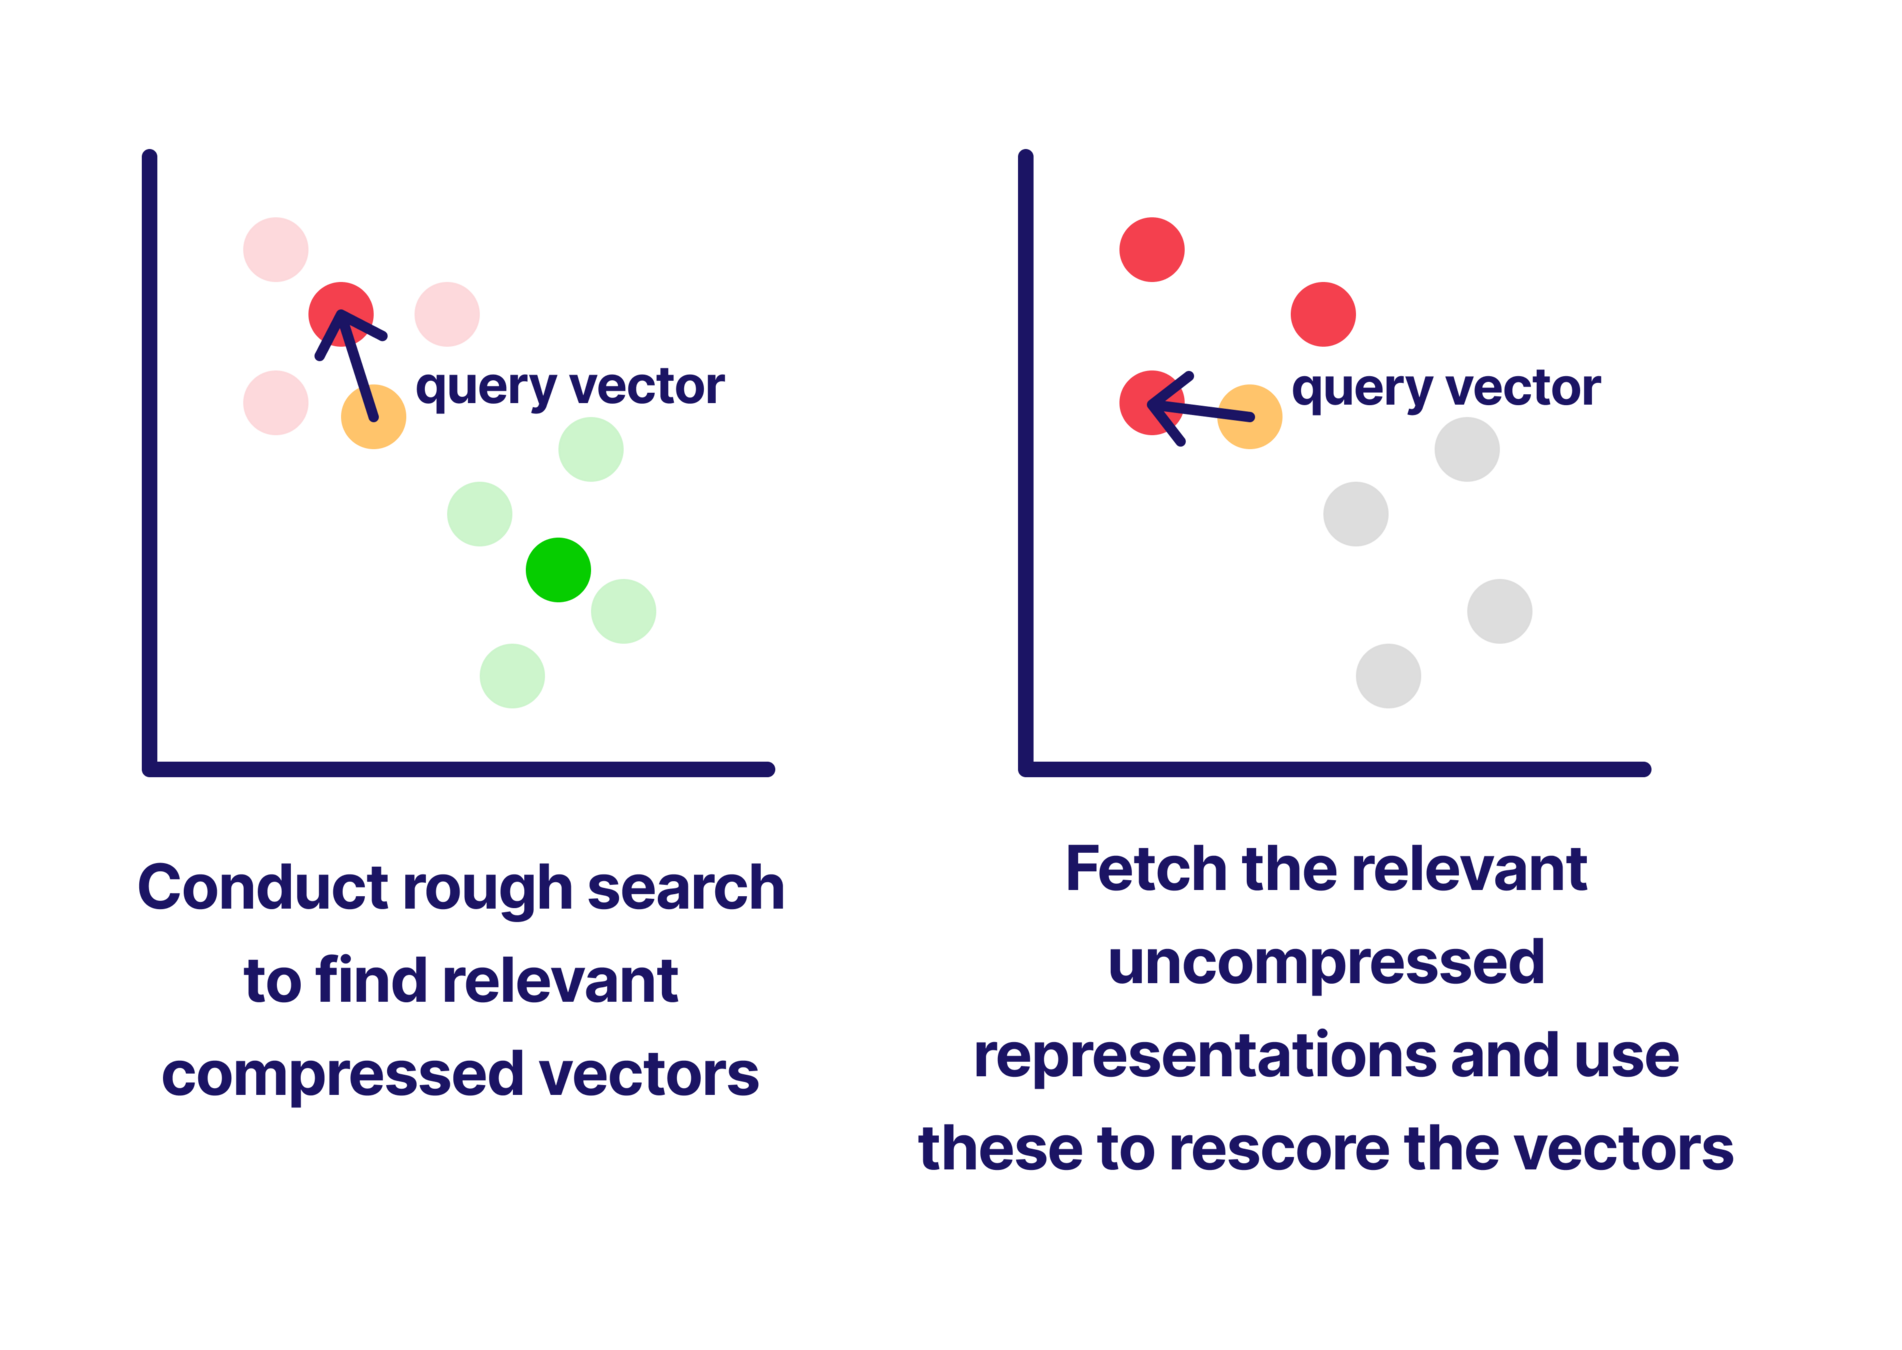 query vector
query vector
Conduct rough search
to find relevant
compressed vectors
Fetch the relevant
uncompressed
representations and use
these to rescore the vectors